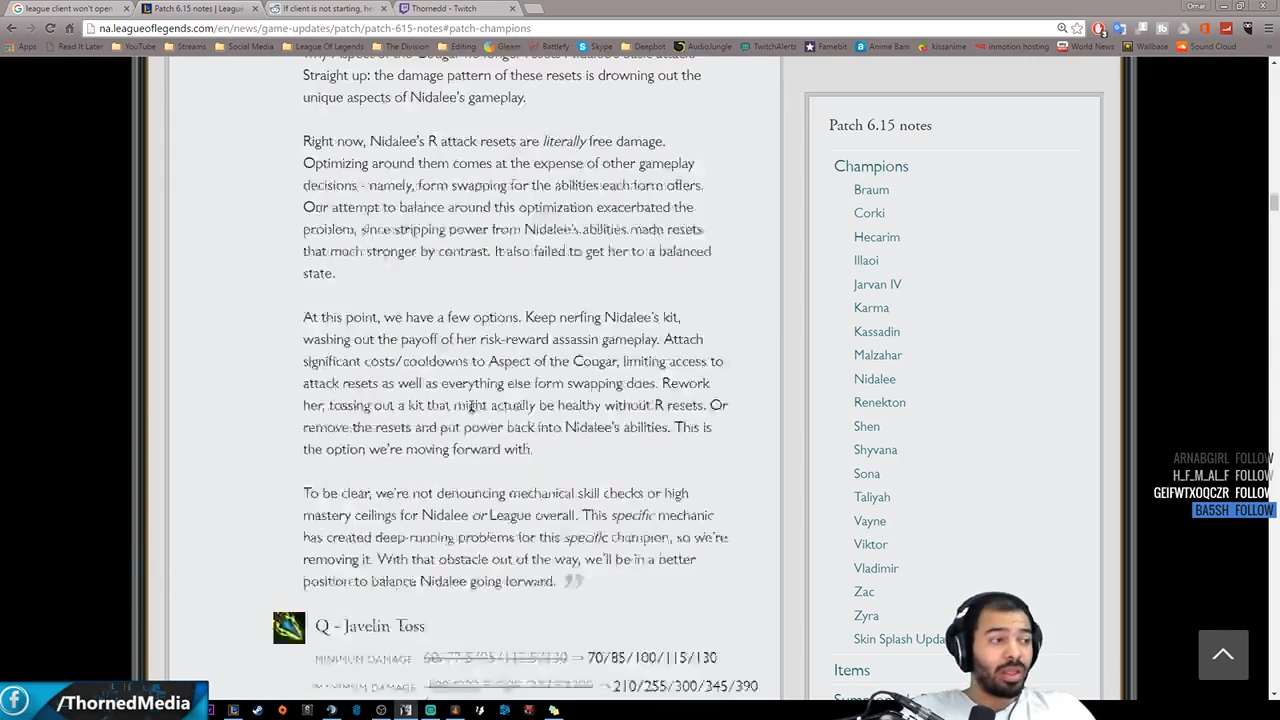 league client won't open -
Patch 6.15 notes | League
If client is not starting, he
Thornedd - Twitch
Omar
na.leagueoflegends.com/en/news/game-updates/patch/patch-615-notes#patch-champions
Apps Read It Later YouTube Streams Social Media League Of Legends The Division Editing Gleam Battlefy Skype Deepbot AudioJungle TwitchAlerts Famebit Anime Bam kissanime inmotion hosting World News Wallbase Sound Cloud
Straight up: the damage pattern of these resets is drowning out the
unique aspects of Nidalee's gameplay.
Right now, Nidalee's R attack resets are literally free damage.
Optimizing around them comes at the expense of other gameplay
decisions - namely, form swapping for the abilities each form offers.
Our attempt to balance around this optimization exacerbated the
problem, since stripping power from Nidalee's abilities made resets
that much stronger by contrast. It also failed to get her to a balanced
state.
At this point, we have a few options. Keep nerfing Nidalee's kit,
washing out the payoff of her risk-reward assassin gameplay. Attach
significant costs/cooldowns to Aspect of the Cougar, limiting access to
attack resets as well as everything else form swapping does. Rework
her, tossing out a kit that might actually be healthy without R resets. Or
remove the resets and put power back into Nidalee's abilities. This is
the option we're moving forward with.
To be clear, we're not denouncing mechanical skill checks or high
mastery ceilings for Nidalee or League overall. This specific mechanic
has created deep-running problems for this specific champion, so we're
removing it. With that obstacle out of the way, we'll be in a better
position to balance Nidalee going forward. ”
Q - Javelin Toss
MINIMUM DAMAGE ⇒ 70/85/100/115/130
DAMAGE ⇒ 210/255/300/345/390
Patch 6.15 notes
Champions
Braum
Corki
Hecarim
Illaoi
Jarvan IV
Karma
Kassadin
Malzahar
Nidalee
Renekton
Shen
Shyvana
Sona
Taliyah
Vayne
Viktor
Vladimir
Zac
Zyra
Skin Splash Upda
Items
ARNABGIRL FOLLOW
H_F_M_AL_F FOLLOW
GEIFWTXOQCZR FOLLOW
BA5SH FOLLOW
f /ThornedMedia